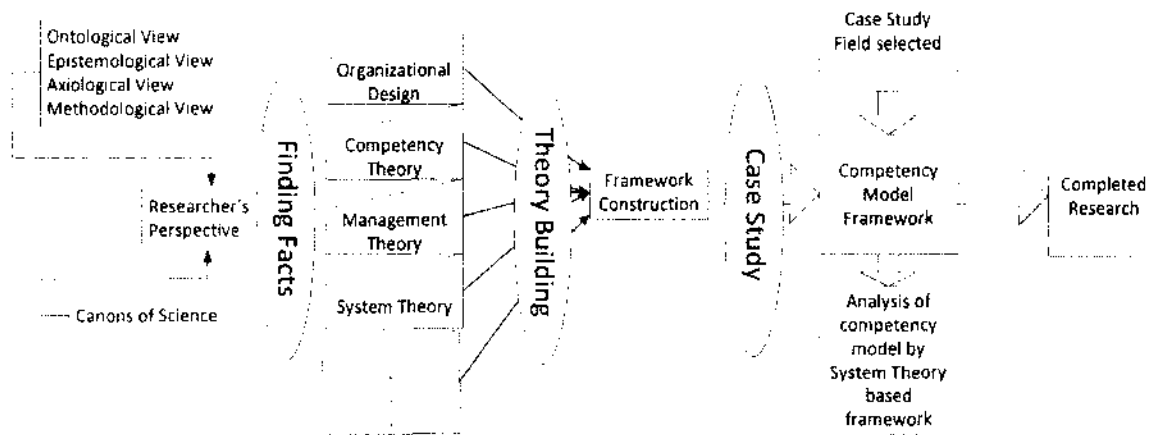 Ontological View
Epistemological View
Axiological View
Methodological View
Researcher's
Perspective
Canons of Science
Finding Facts
Organizational
Design
Competency
Theory
Management
Theory
System Theory
Theory Building
Framework
Construction
Case Study
Case Study
Field selected
Competency
Model
Framework
Analysis of
competency
model by
System Theory
based
framework
Completed
Research